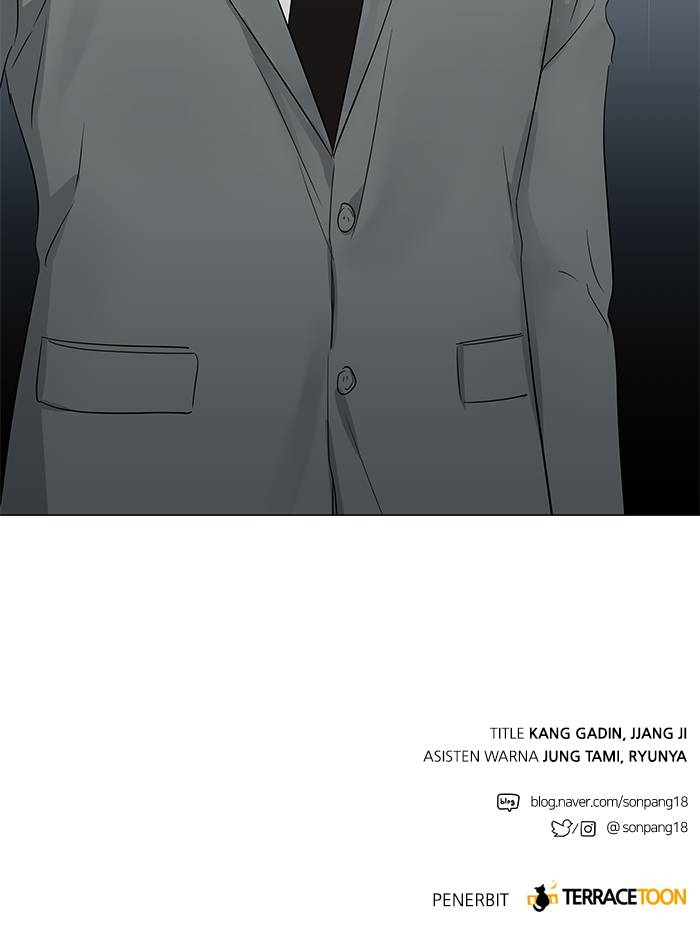 TITLE KANG GADIN, JJANG JI
ASISTEN WARNA JUNG TAMI, RYUNYA
blog blog.naver.com/sonpang18
/ @ sonpang18
PENERBIT TERRACETOON